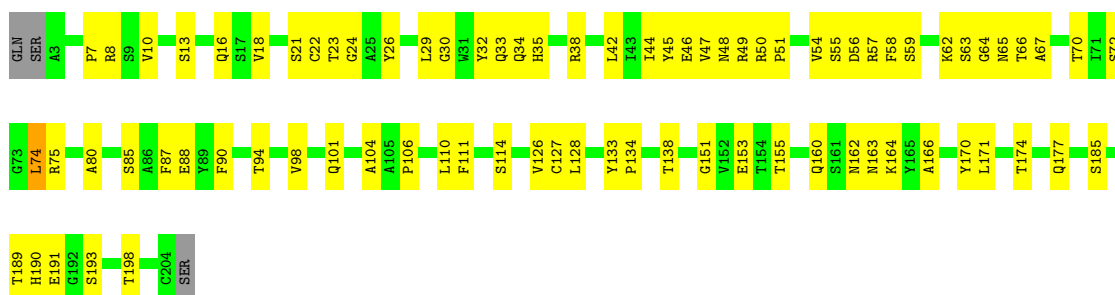 GLN SER A3 P7 R8 S9 V10 S13 Q16 S17 V18 S21 C22 T23 G24 A25 Y26 L29 G30 W31 Y32 Q33 Q34 H35 R38 L42 I43 I44 Y45 E46 V47 N48 R49 R50 P51 V54 S55 D56 R57 F58 S59 K62 S63 G64 N65 T66 A67 T70 I71 S72
G73 L74 R75 A80 S85 A86 F87 E88 Y89 F90 T94 V98 Q101 A104 A105 P106 L110 F111 S114 V126 C127 L128 Y133 P134 T138 G151 V152 E153 T154 T155 Q160 S161 N162 N163 K164 Y165 A166 Y170 L171 T174 Q177 S185
T189 H190 E191 G192 S193 T198 C204 SER